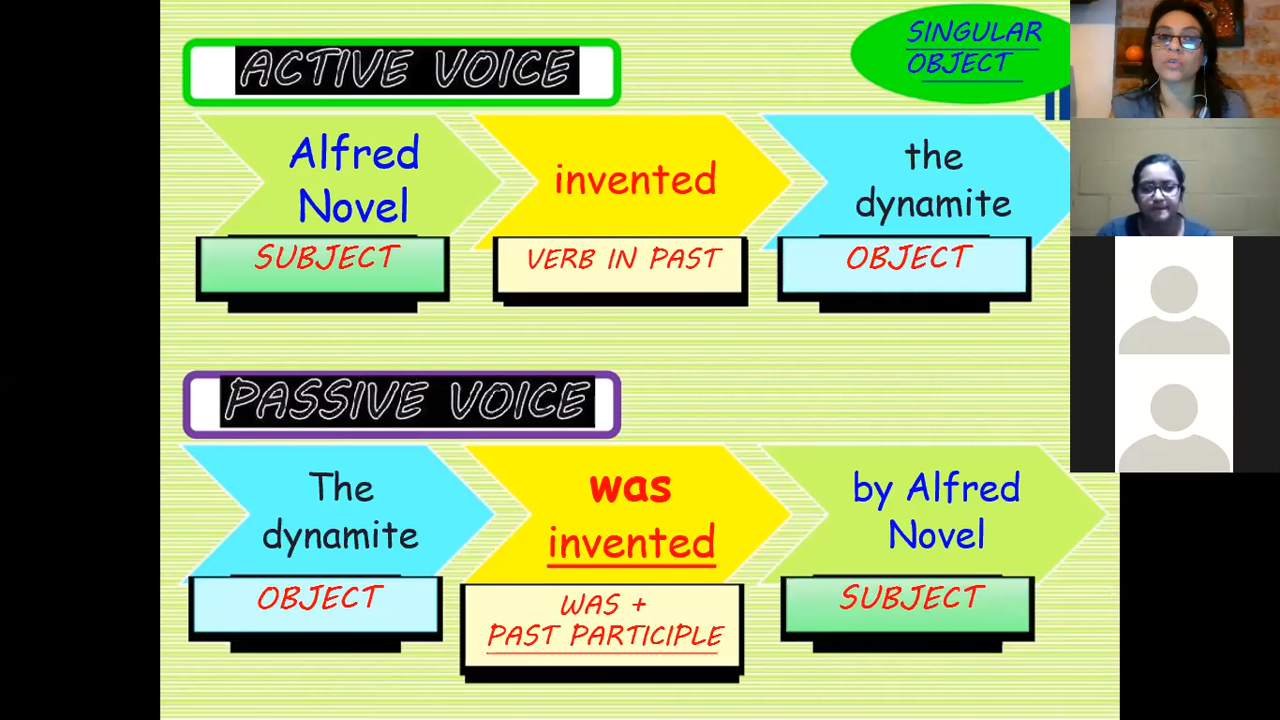 SINGULAR
OBJECT
ACTIVE VOICE
Alfred
Novel
invented
the
dynamite
SUBJECT
VERB IN PAST
OBJECT
PASSIVE VOICE
The
dynamite
was
invented
by Alfred
Novel
OBJECT
WAS +
PAST PARTICIPLE
SUBJECT